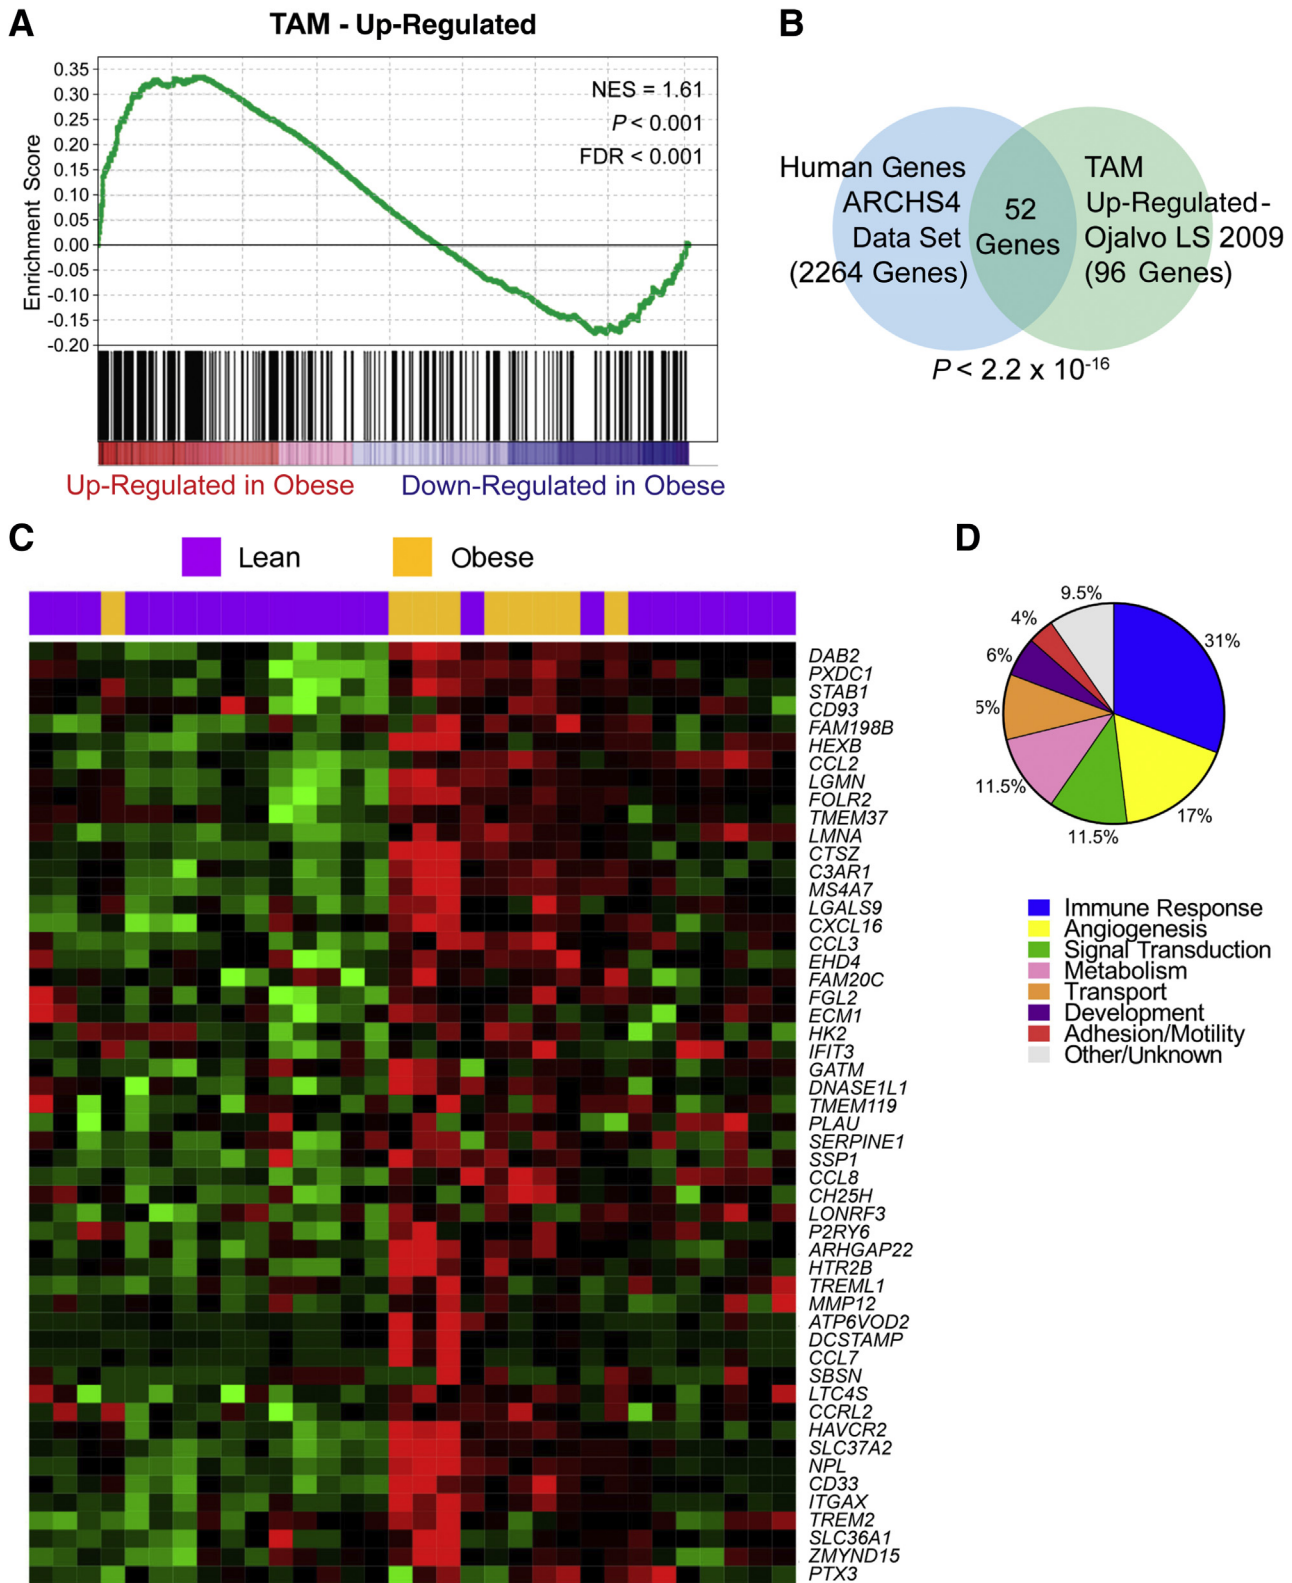 A
TAM - Up-Regulated
0.35
0.30
0.25
0.20
0.15
0.10
0.05
0.00
-0.05
-0.10
-0.15
-0.20
Enrichment Score
NES = 1.61
P < 0.001
FDR < 0.001
Up-Regulated in Obese
Down-Regulated in Obese
B
Human Genes
ARCHS4
Data Set
(2264 Genes)
52
Genes
TAM
Up-Regulated-
Ojalvo LS 2009
(96 Genes)
P < 2.2 x 10-16
C
Lean
Obese
DAB2
PXDC1
STAB1
CD93
FAM198B
HEXB
CCL2
LGMN
FOLR2
TMEM37
LMNA
CTSZ
C3AR1
MS4A7
LGALS9
CXCL16
CCL3
EHD4
FAM20C
FGL2
ECM1
HK2
IFIT3
GATM
DNASE1L1
TMEM119
PLAU
SERPINE1
SSP1
CCL8
CH25H
LONRF3
P2RY6
ARHGAP22
HTR2B
TREML1
MMP12
ATP6VOD2
DCSTAMP
CCL7
SBSN
LTC4S
CCRL2
HAVCR2
SLC37A2
NPL
CD33
ITGAX
TREM2
SLC36A1
ZMYND15
PTX3
D
9.5%
31%
4%
6%
5%
11.5%
11.5%
17%
Immune Response
Angiogenesis
Signal Transduction
Metabolism
Transport
Development
Adhesion/Motility
Other/Unknown